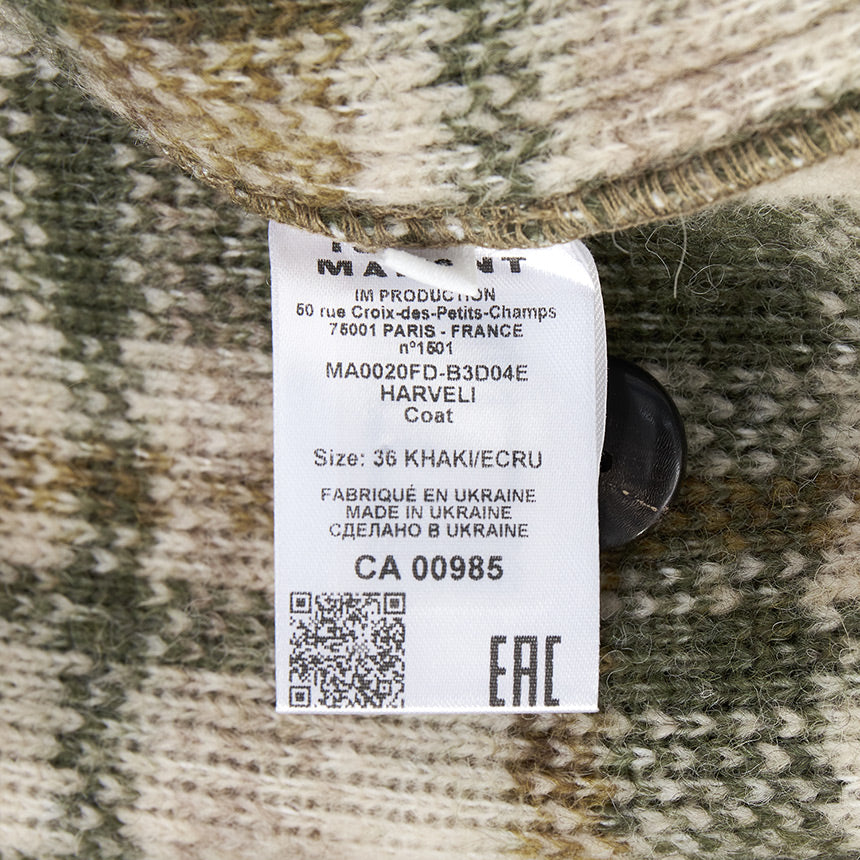 IM PRODUCTION
50 rue Croix-des-Petits-Champs
75001 PARIS - FRANCE
n°1501
MA0020FD-B3D04E
HARVELI
Coat
Size: 36 KHAKI/ECRU
FABRIQUÉ EN UKRAINE
MADE IN UKRAINE
СДЕЛАНО В UKRAINE
CA 00985
EAC